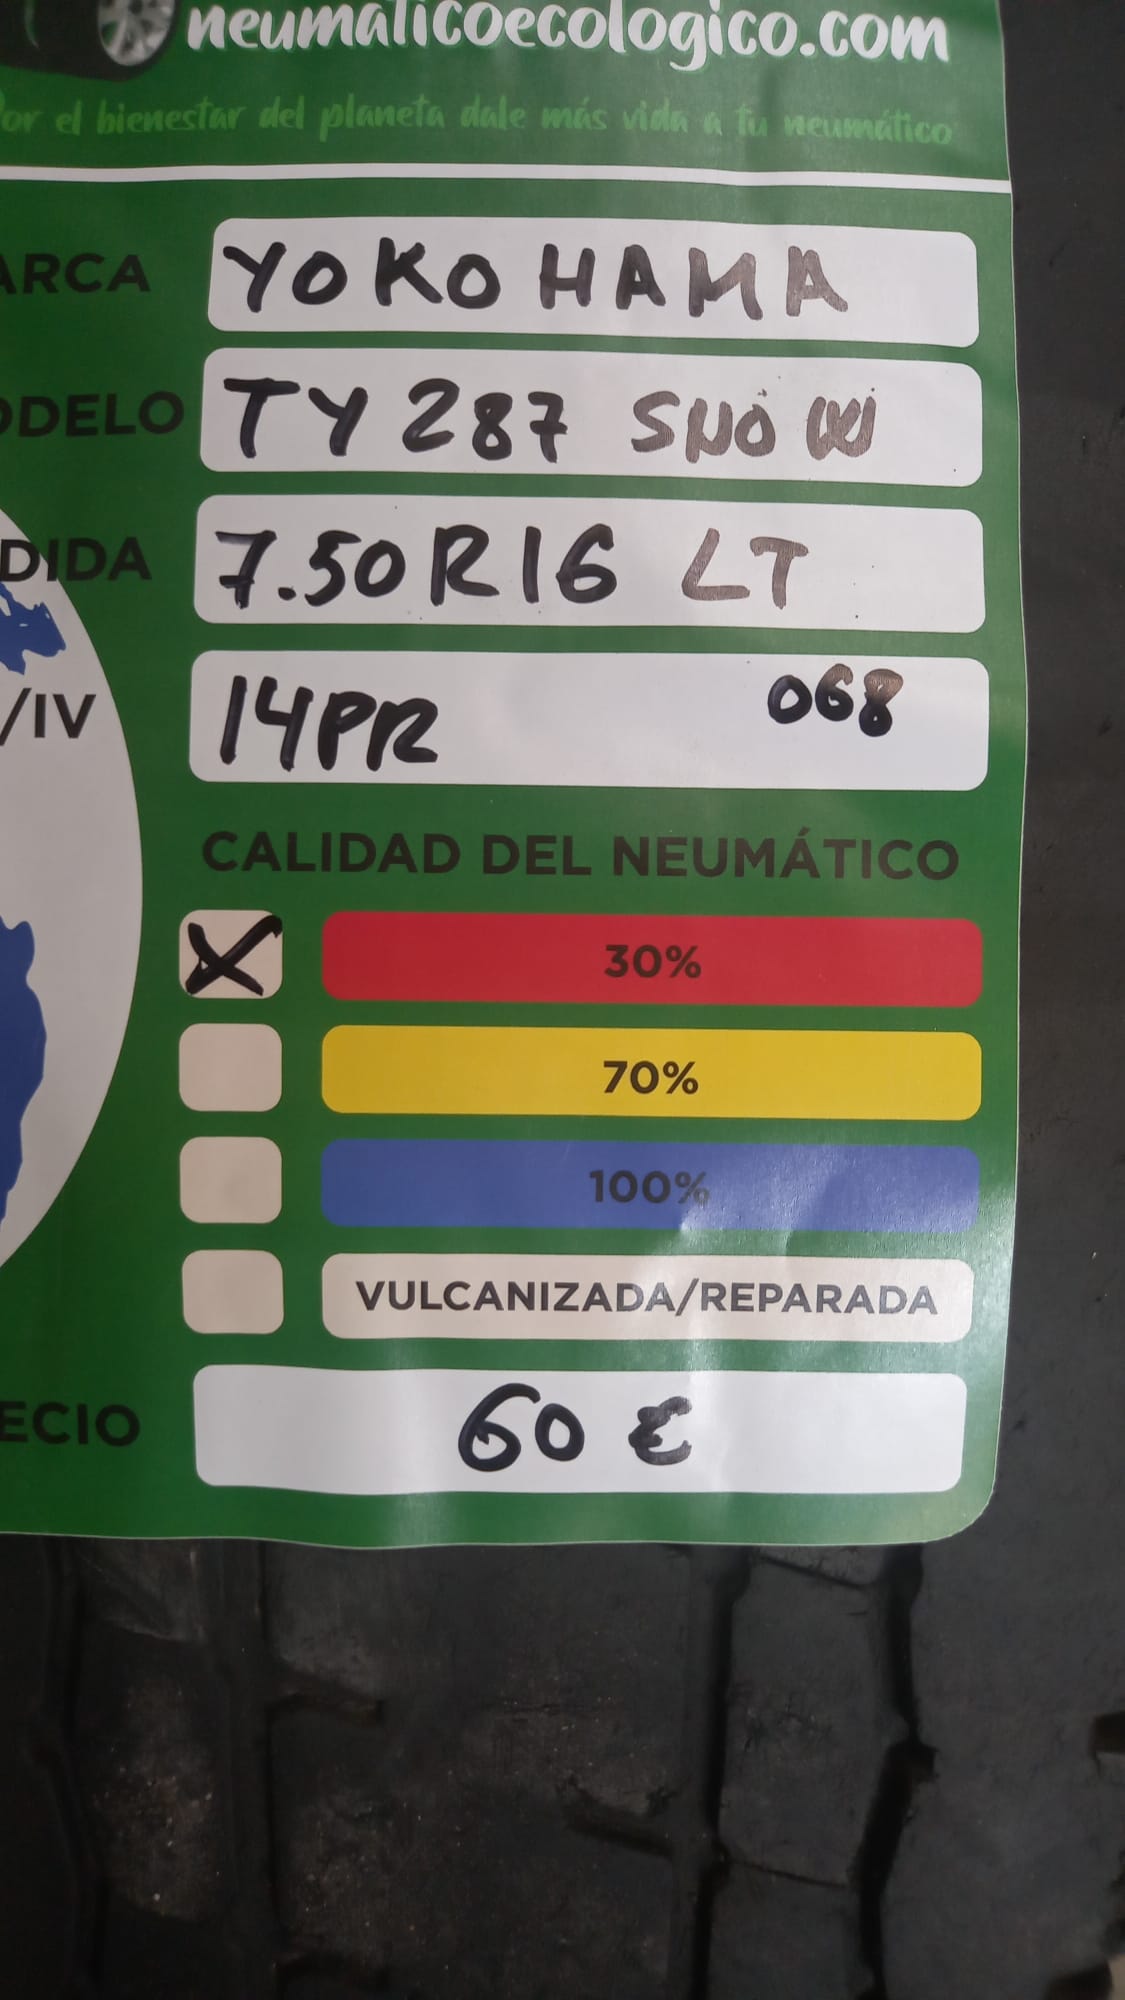 neumaticoecologico.com
Por el bienestar del planeta dale más vida a tu neumático
ARCA YOKOHAMA
ODELO TY 287 SNOW
DIDA 7.50R16 LT
/IV 14PR 068
CALIDAD DEL NEUMÁTICO
X 30%
70%
100%
VULCANIZADA/REPARADA
ECIO 60 €